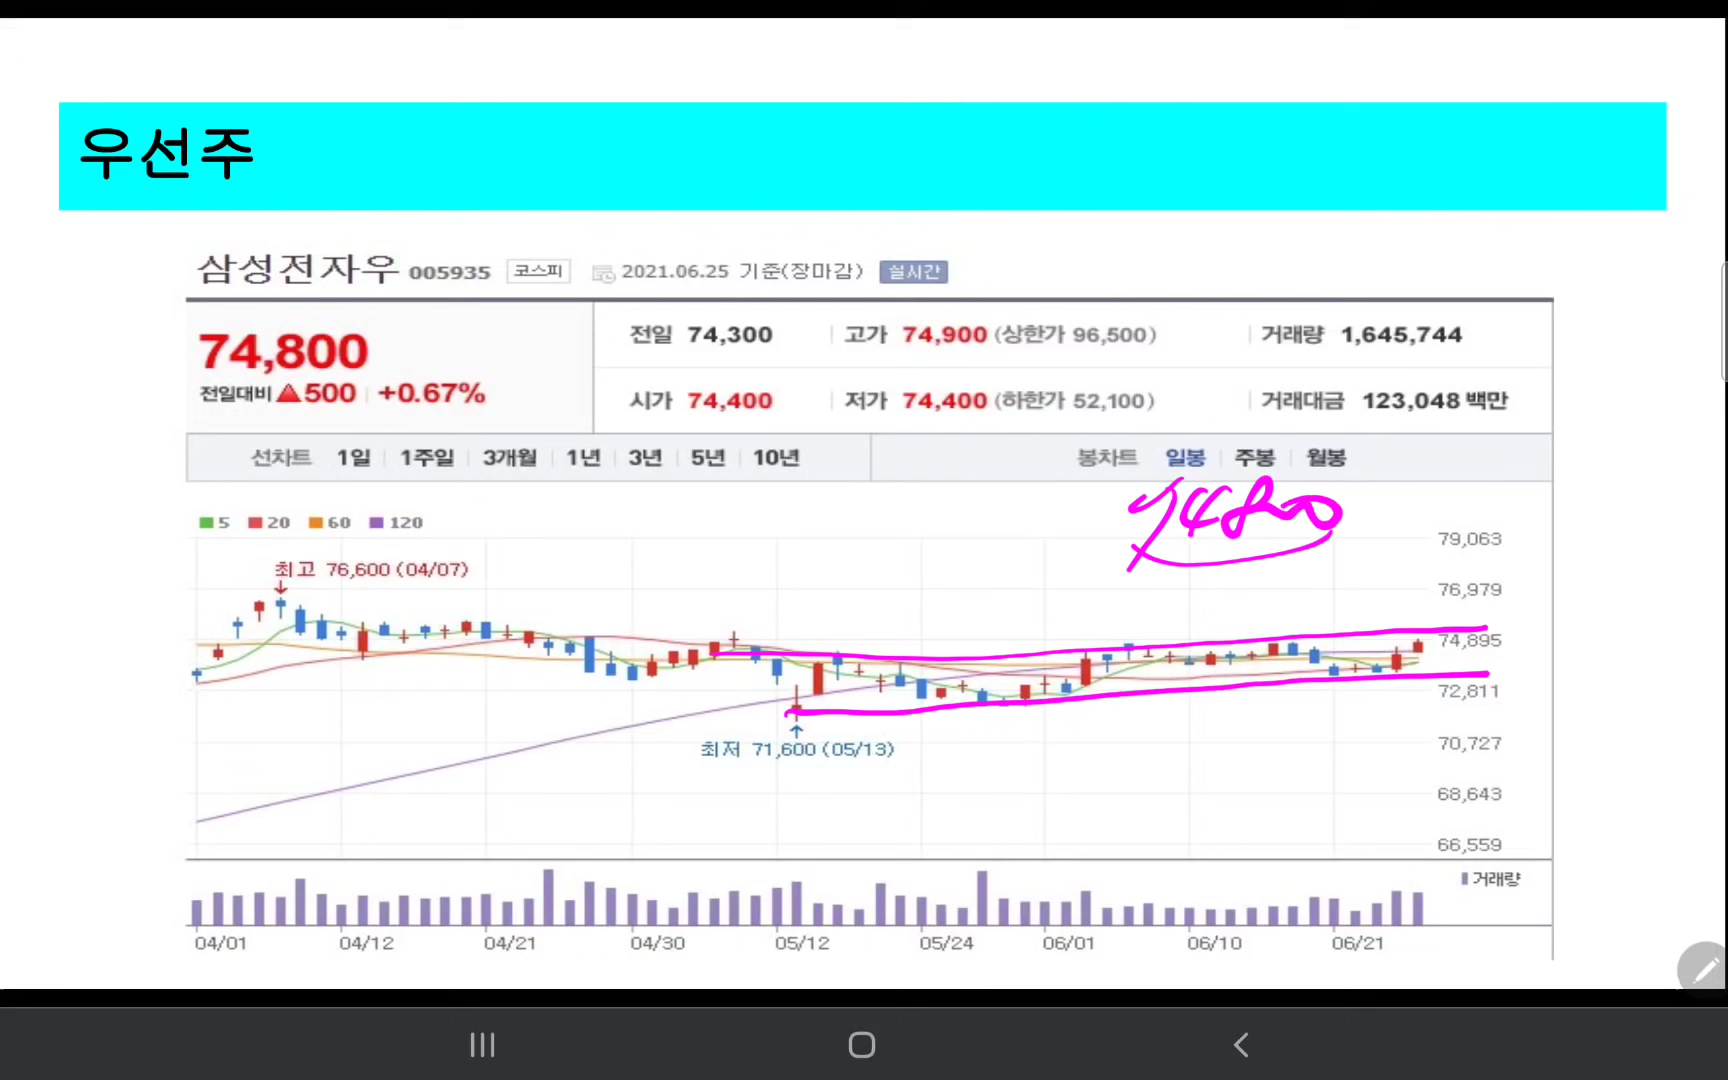 우선주
삼성전자우 005935 코스피 2021.06.25 기준(장마감) 실시간
74,800
전일대비 ▲500 +0.67%
전일 74,300 고가 74,900 (상한가 96,500) 거래량 1,645,744
시가 74,400 저가 74,400 (하한가 52,100) 거래대금 123,048 백만
선차트 1일 1주일 3개월 1년 3년 5년 10년 봉차트 일봉 주봉 월봉
74800
5 20 60 120
79,063
최고 76,600 (04/07)
76,979
74,895
72,811
최저 71,600 (05/13)
70,727
68,643
66,559
거래량
04/01 04/12 04/21 04/30 05/12 05/24 06/01 06/10 06/21